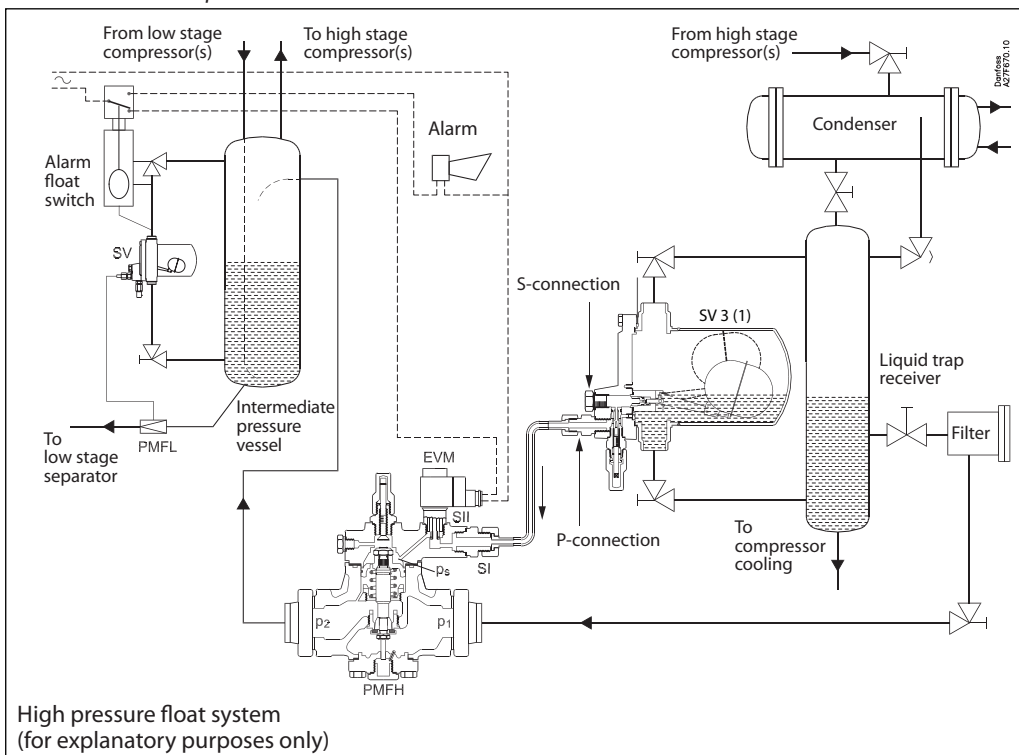 From low stage
compressor(s)
To high stage
compressor(s)
From high stage
compressor(s)
Danfoss
A27F670.10
Condenser
Alarm
Alarm
float
switch
SV
S-connection
SV 3 (1)
Liquid trap
receiver
Filter
Intermediate
pressure
vessel
To
low stage
separator
PMFL
EVM
SII
SI
P-connection
To
compressor
cooling
ps
p2
p1
PMFH
High pressure float system
(for explanatory purposes only)